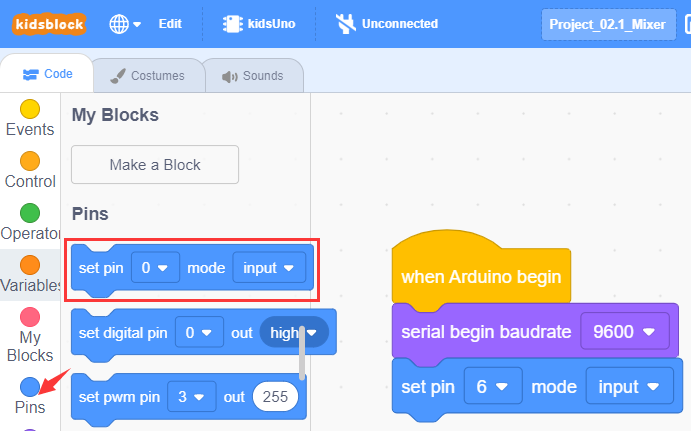 kidsblock Edit kidsUno Unconnected Project_02.1_Mixer
Code Costumes Sounds
Events
Control
Operator
Variables
My
Blocks
Pins
My Blocks
Make a Block
Pins
set pin 0 mode input
set digital pin 0 out high
set pwm pin 3 out 255
when Arduino begin
serial begin baudrate 9600
set pin 6 mode input